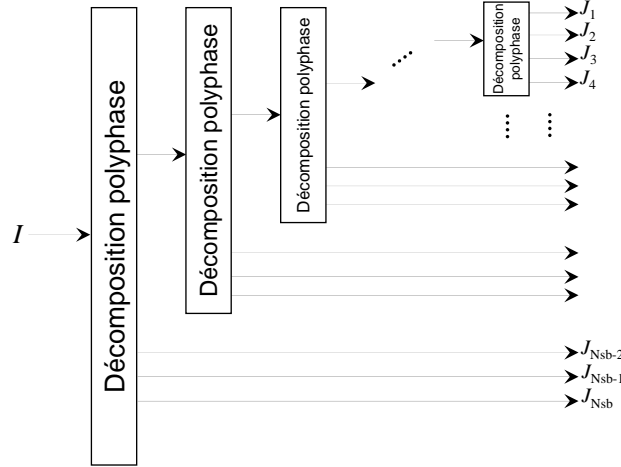 I
Décomposition polyphase
Décomposition polyphase
Décomposition polyphase
Décomposition
polyphase
J1
J2
J3
J4
JNsb-2
JNsb-1
JNsb